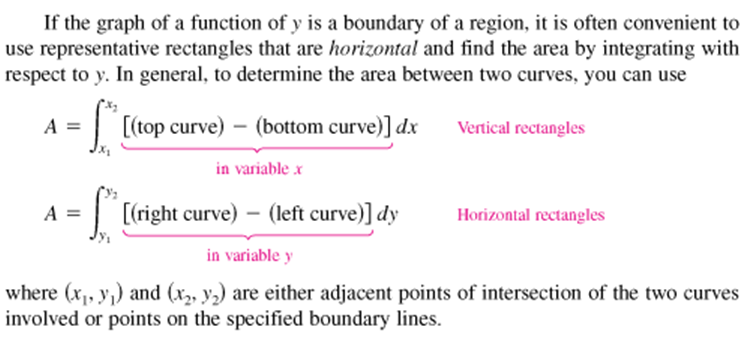 If the graph of a function of y is a boundary of a region, it is often convenient to
use representative rectangles that are horizontal and find the area by integrating with
respect to y. In general, to determine the area between two curves, you can use
A = ∫_{x₁}^{x₂} [(top curve) − (bottom curve)] dx Vertical rectangles
in variable x
A = ∫_{y₁}^{y₂} [(right curve) − (left curve)] dy Horizontal rectangles
in variable y
where (x₁, y₁) and (x₂, y₂) are either adjacent points of intersection of the two curves
involved or points on the specified boundary lines.